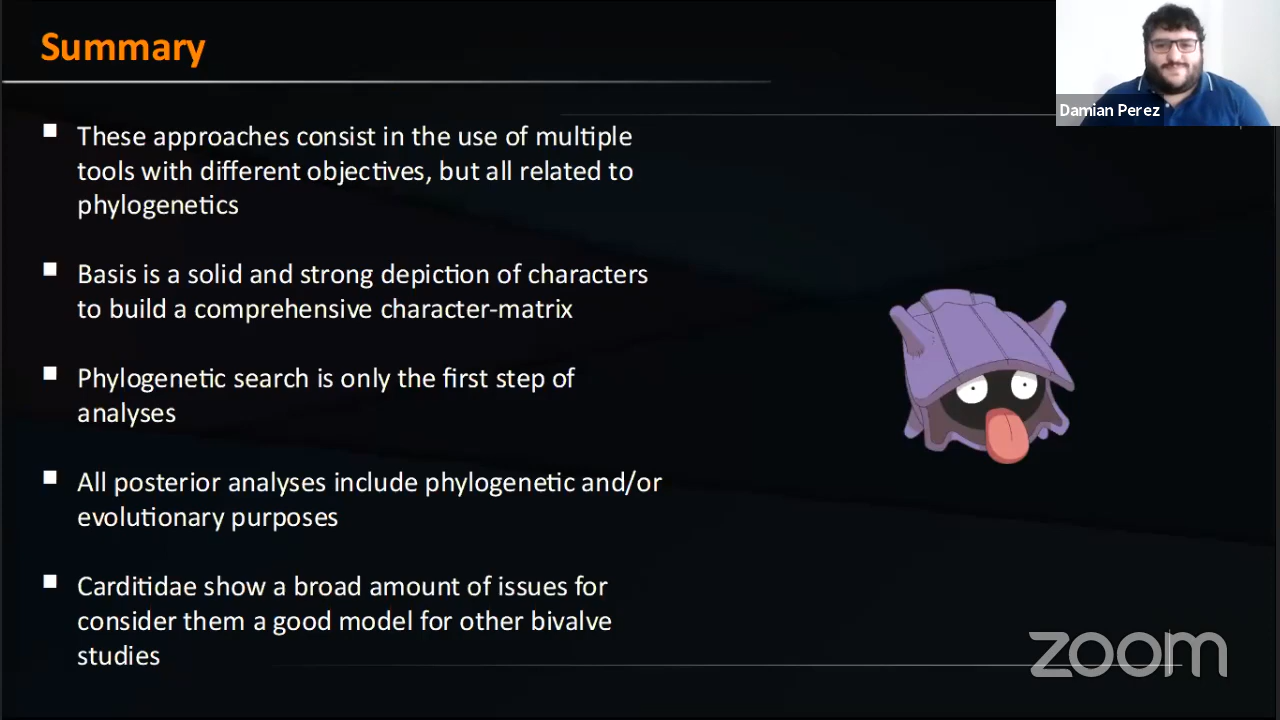 Summary
Damian Perez
These approaches consist in the use of multiple
tools with different objectives, but all related to
phylogenetics
Basis is a solid and strong depiction of characters
to build a comprehensive character-matrix
Phylogenetic search is only the first step of
analyses
All posterior analyses include phylogenetic and/or
evolutionary purposes
Carditidae show a broad amount of issues for
consider them a good model for other bivalve
studies
zoom